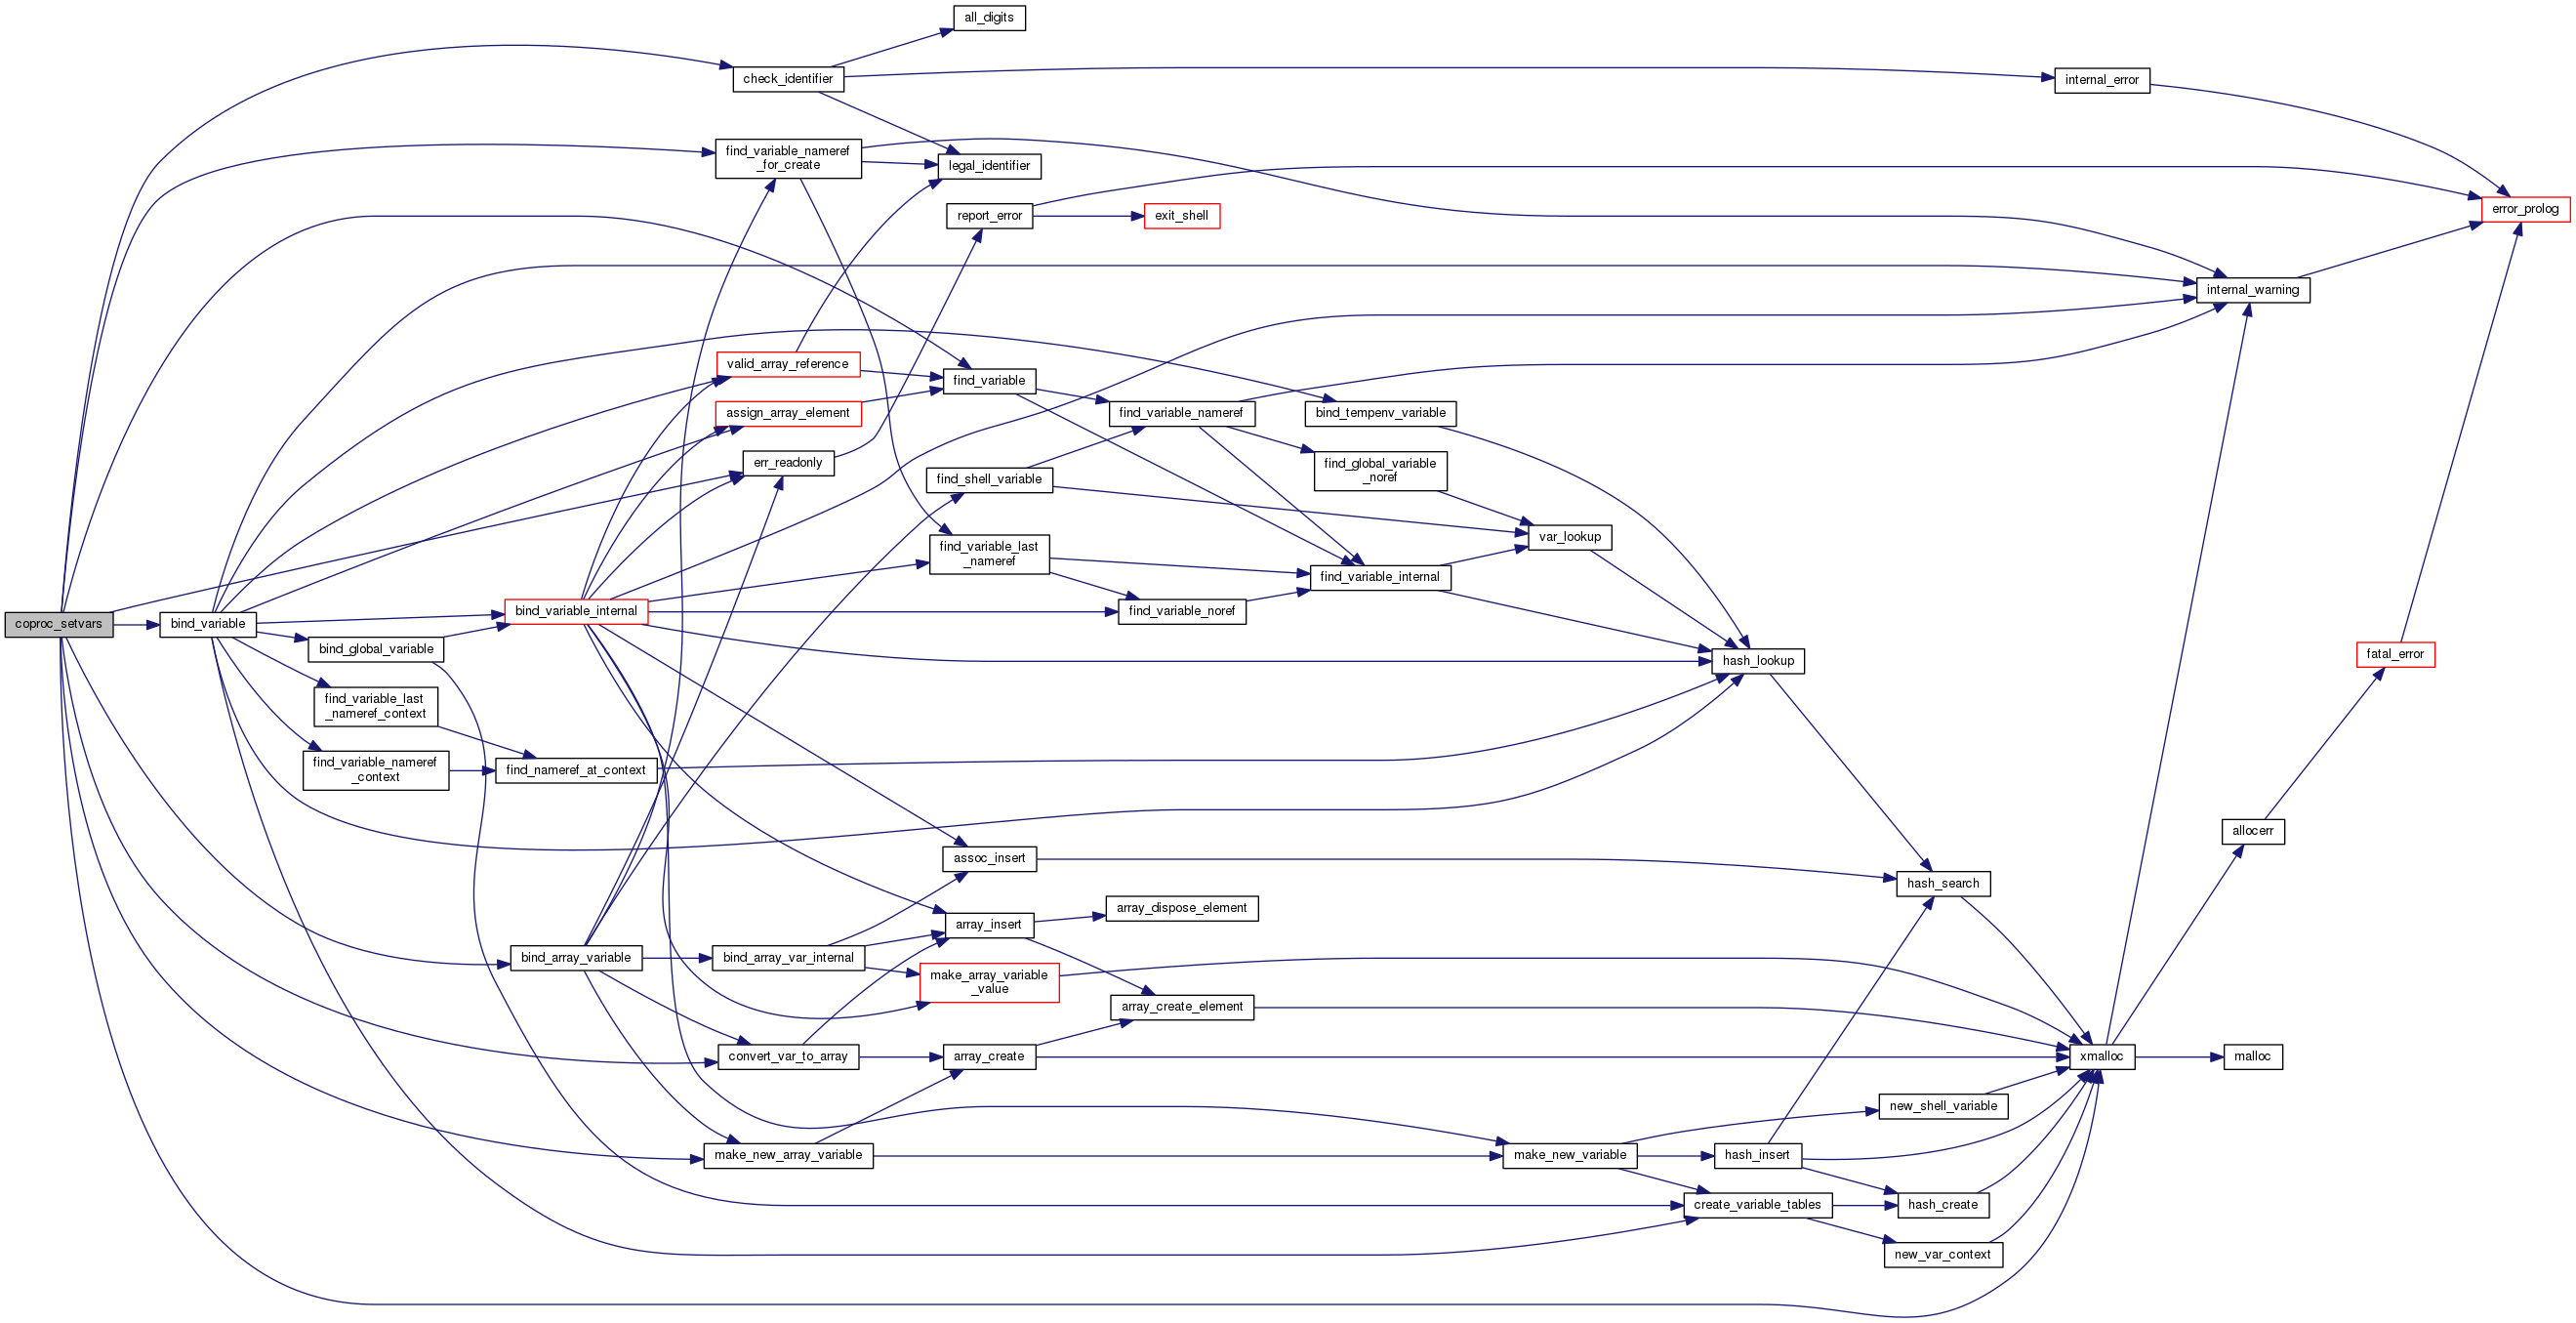 all_digits
check_identifier
internal_error
find_variable_nameref
_for_create
legal_identifier
report_error
exit_shell
error_prolog
internal_warning
valid_array_reference
find_variable
assign_array_element
find_variable_nameref
bind_tempenv_variable
err_readonly
find_global_variable
_noref
find_shell_variable
var_lookup
find_variable_last
_nameref
find_variable_internal
coproc_setvars
bind_variable
bind_variable_internal
find_variable_noref
bind_global_variable
hash_lookup
fatal_error
find_variable_last
_nameref_context
find_variable_nameref
_context
find_nameref_at_context
allocerr
assoc_insert
hash_search
array_dispose_element
array_insert
bind_array_variable
bind_array_var_internal
make_array_variable
_value
array_create_element
convert_var_to_array
array_create
xmalloc
malloc
new_shell_variable
make_new_array_variable
make_new_variable
hash_insert
create_variable_tables
hash_create
new_var_context